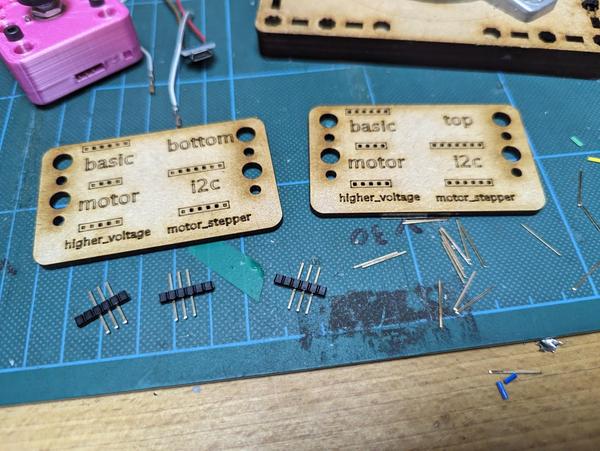 bottom
basic
i2c
motor
motor_stepper
higher_voltage
basic
top
motor
i2c
higher_voltage
motor_stepper